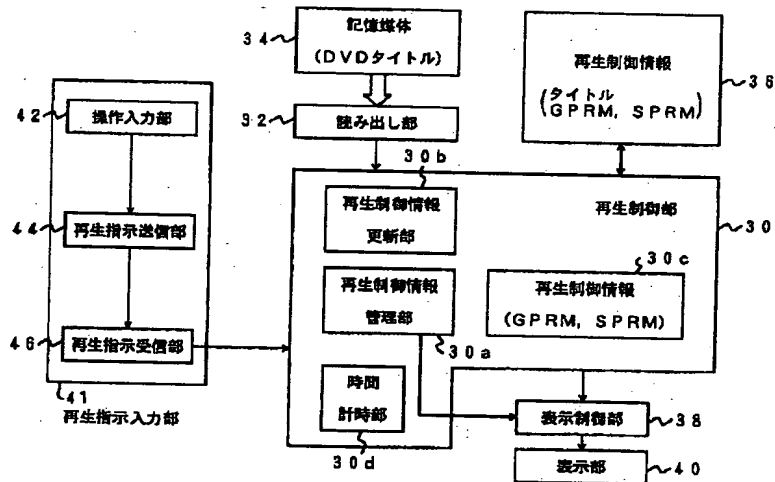 34
記憶媒体
(DVDタイトル)
再生制御情報
(タイトル
GPRM, SPRM)
36
42
操作入力部
32
読み出し部
30b
再生制御情報
更新部
再生制御部
30
44
再生指示送信部
30c
再生制御情報
管理部
再生制御情報
(GPRM, SPRM)
46
再生指示受信部
30a
41
再生指示入力部
時間
計時部
30d
表示制御部
38
表示部
40